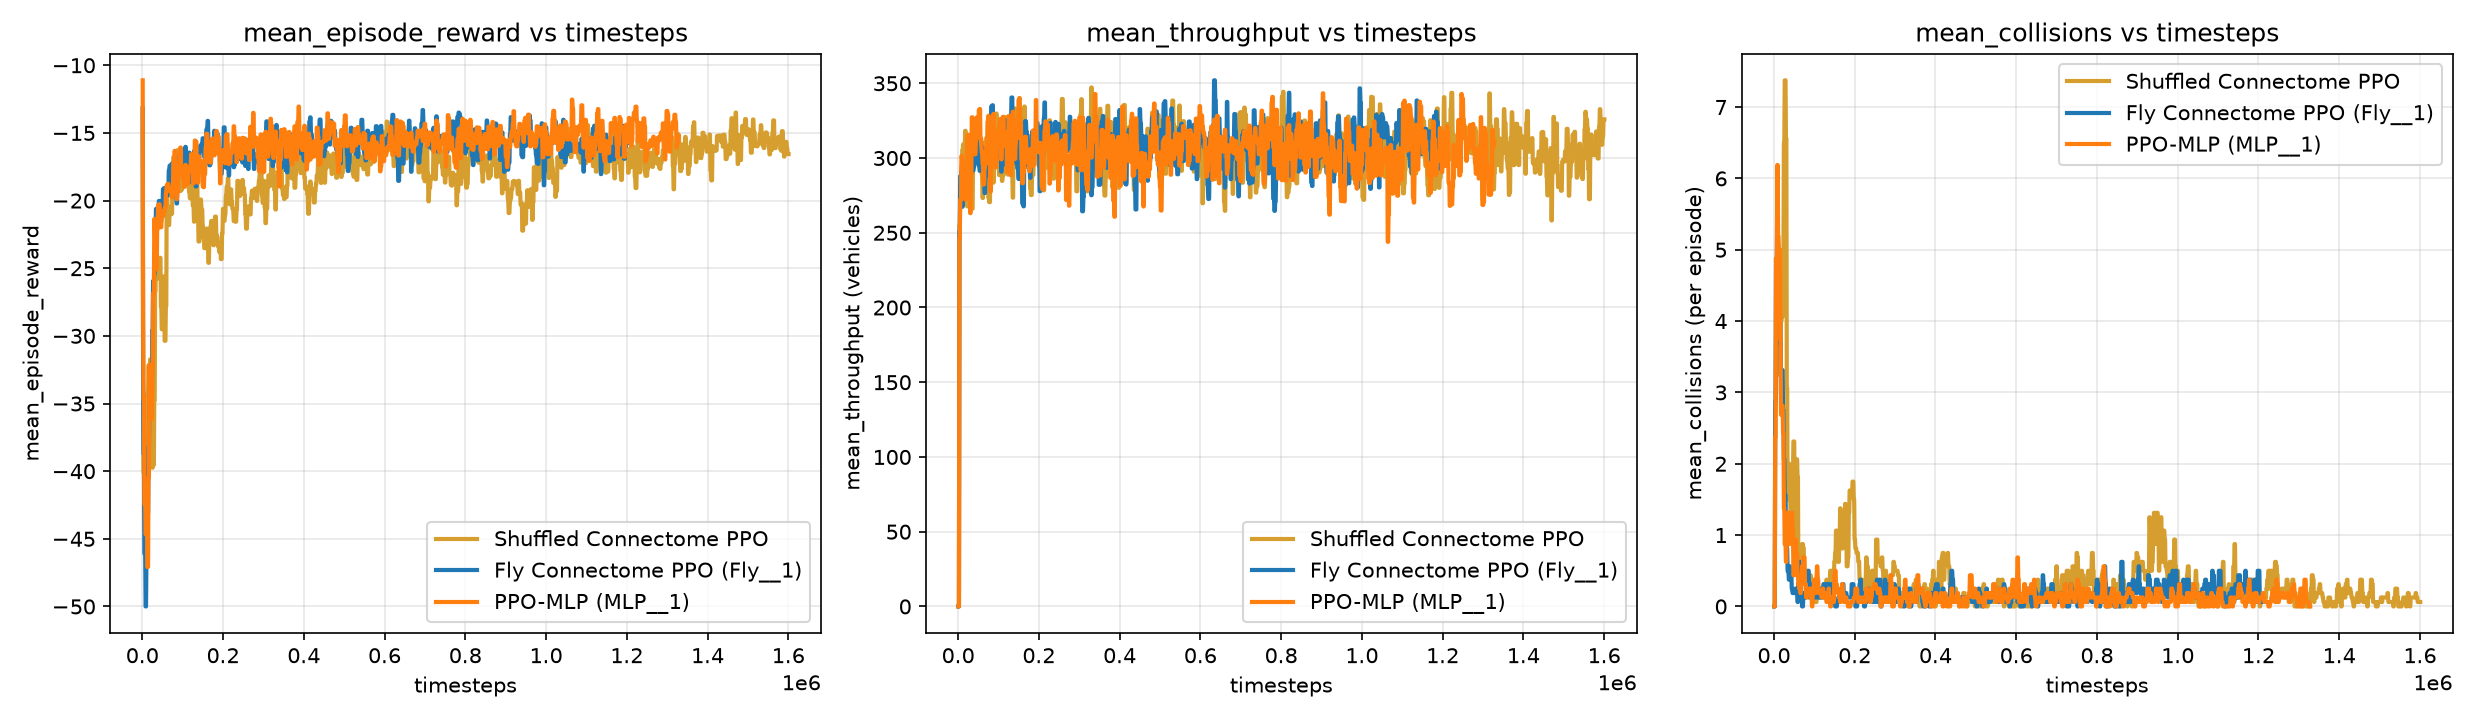 mean_episode_reward vs timesteps
mean_episode_reward
−10
−15
−20
−25
−30
−35
−40
−45
−50
0.0 0.2 0.4 0.6 0.8 1.0 1.2 1.4 1.6
1e6
timesteps
Shuffled Connectome PPO
Fly Connectome PPO (Fly__1)
PPO-MLP (MLP__1)
mean_throughput vs timesteps
mean_throughput (vehicles)
350
300
250
200
150
100
50
0
0.0 0.2 0.4 0.6 0.8 1.0 1.2 1.4 1.6
1e6
timesteps
Shuffled Connectome PPO
Fly Connectome PPO (Fly__1)
PPO-MLP (MLP__1)
mean_collisions vs timesteps
mean_collisions (per episode)
7
6
5
4
3
2
1
0
0.0 0.2 0.4 0.6 0.8 1.0 1.2 1.4 1.6
1e6
timesteps
Shuffled Connectome PPO
Fly Connectome PPO (Fly__1)
PPO-MLP (MLP__1)